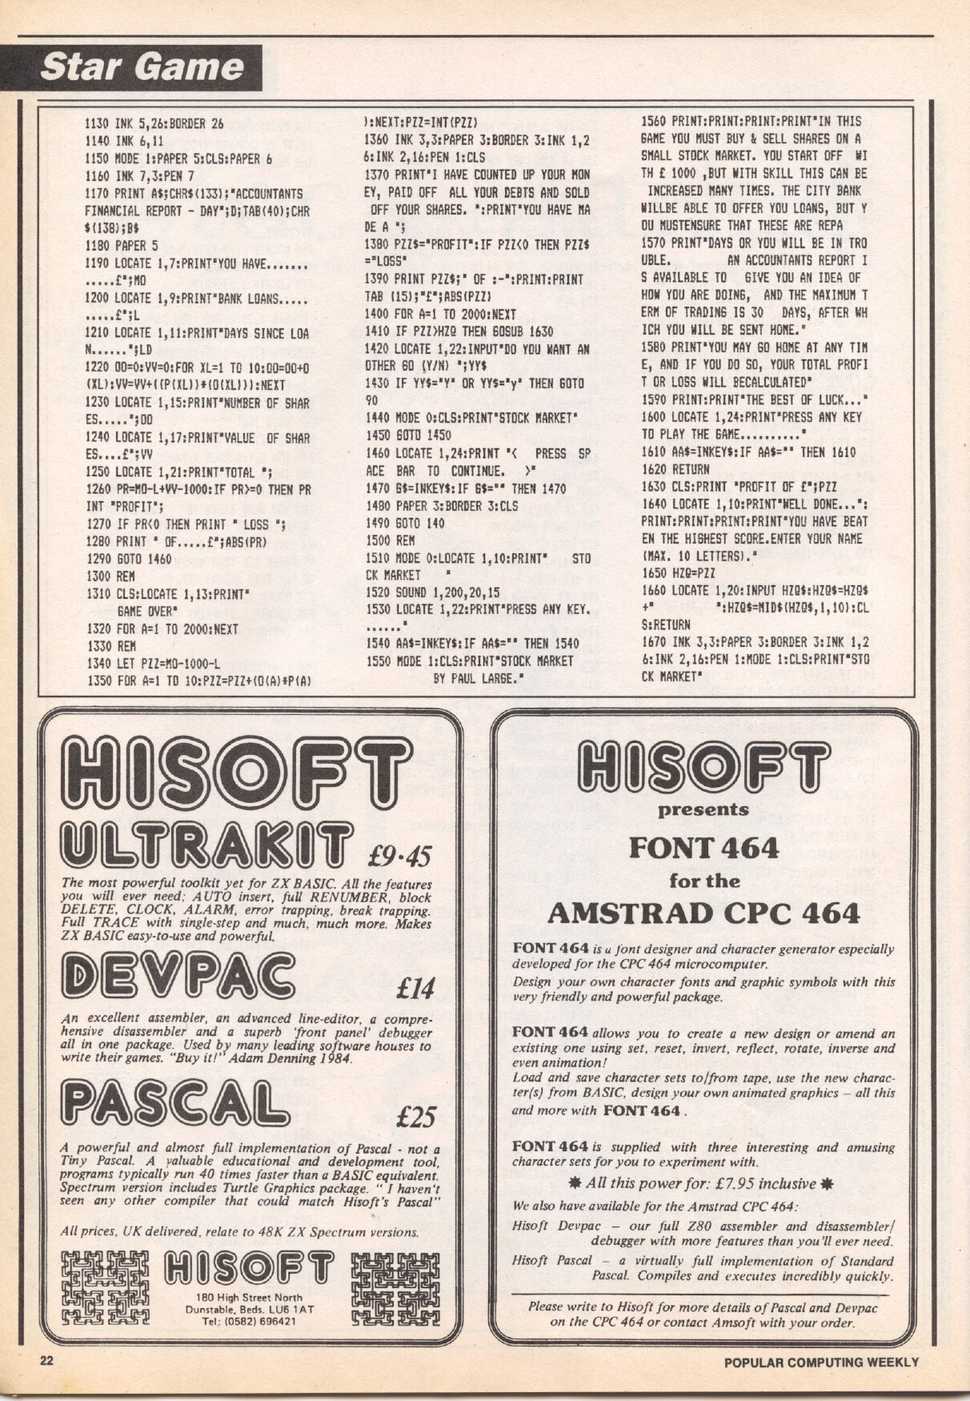 Star Game
1130 INK 5,26:BORDER 26
1140 INK 6,11
1150 MODE 1:PAPER 5:CLS:PAPER 6
1160 INK 7,3:PEN 7
1170 PRINT A$;CHR$(133);"ACCOUNTANTS
FINANCIAL REPORT - DAY";D;TAB(40);CHR
$(138);B$
1180 PAPER 5
1190 LOCATE 1,7:PRINT"YOU HAVE.......
.....£";MO
1200 LOCATE 1,9:PRINT"BANK LOANS.....
.....£";L
1210 LOCATE 1,11:PRINT"DAYS SINCE LOA
N......";LD
1220 OO=0:VV=0:FOR XL=1 TO 10:OO=OO+O
(XL):VV=VV+((P(XL))*(O(XL))):NEXT
1230 LOCATE 1,15:PRINT"NUMBER OF SHAR
ES.....";OO
1240 LOCATE 1,17:PRINT"VALUE  OF SHAR
ES....£";VV
1250 LOCATE 1,21:PRINT"TOTAL ";
1260 PR=MO-L+VV-1000:IF PR>=0 THEN PR
INT "PROFIT";
1270 IF PR<0 THEN PRINT " LOSS ";
1280 PRINT " OF.....£";ABS(PR)
1290 GOTO 1460
1300 REM
1310 CLS:LOCATE 1,13:PRINT"
GAME OVER"
1320 FOR A=1 TO 2000:NEXT
1330 REM
1340 LET PZZ=MO-1000-L
1350 FOR A=1 TO 10:PZZ=PZZ+(O(A)*P(A)
):NEXT:PZZ=INT(PZZ)
1360 INK 3,3:PAPER 3:BORDER 3:INK 1,2
6:INK 2,16:PEN 1:CLS
1370 PRINT"I HAVE COUNTED UP YOUR MON
EY, PAID OFF  ALL YOUR DEBTS AND SOLD
OFF YOUR SHARES. ":PRINT"YOU HAVE MA
DE A ";
1380 PZZ$="PROFIT":IF PZZ<0 THEN PZZ$
="LOSS"
1390 PRINT PZZ$;" OF :-":PRINT:PRINT
TAB (15);"£";ABS(PZZ)
1400 FOR A=1 TO 2000:NEXT
1410 IF PZZ>HZQ THEN GOSUB 1630
1420 LOCATE 1,22:INPUT"DO YOU WANT AN
OTHER GO (Y/N) ";YY$
1430 IF YY$="Y" OR YY$="y" THEN GOTO
90
1440 MODE 0:CLS:PRINT"STOCK MARKET"
1450 GOTO 1450
1460 LOCATE 1,24:PRINT "<   PRESS  SP
ACE  BAR  TO  CONTINUE.   >"
1470 G$=INKEY$:IF G$="" THEN 1470
1480 PAPER 3:BORDER 3:CLS
1490 GOTO 140
1500 REM
1510 MODE 0:LOCATE 1,10:PRINT"    STO
CK MARKET    "
1520 SOUND 1,200,20,15
1530 LOCATE 1,22:PRINT"PRESS ANY KEY.
......"
1540 AA$=INKEY$:IF AA$="" THEN 1540
1550 MODE 1:CLS:PRINT"STOCK MARKET
BY PAUL LARGE."
1560 PRINT:PRINT:PRINT:PRINT"IN THIS
GAME YOU MUST BUY & SELL SHARES ON A
SMALL STOCK MARKET. YOU START OFF  WI
TH £ 1000 ,BUT WITH SKILL THIS CAN BE
INCREASED MANY TIMES. THE CITY BANK
WILLBE ABLE TO OFFER YOU LOANS, BUT Y
OU MUSTENSURE THAT THESE ARE REPA
1570 PRINT"DAYS OR YOU WILL BE IN TRO
UBLE.          AN ACCOUNTANTS REPORT I
S AVAILABLE TO   GIVE YOU AN IDEA OF
HOW YOU ARE DOING,  AND THE MAXIMUM T
ERM OF TRADING IS 30   DAYS, AFTER WH
ICH YOU WILL BE SENT HOME."
1580 PRINT"YOU MAY GO HOME AT ANY TIM
E, AND IF YOU DO SO, YOUR TOTAL PROFI
T OR LOSS WILL BECALCULATED"
1590 PRINT:PRINT"THE BEST OF LUCK..."
1600 LOCATE 1,24:PRINT"PRESS ANY KEY
TO PLAY THE GAME.........."
1610 AA$=INKEY$:IF AA$="" THEN 1610
1620 RETURN
1630 CLS:PRINT "PROFIT OF £";PZZ
1640 LOCATE 1,10:PRINT"WELL DONE...":
PRINT:PRINT:PRINT:PRINT"YOU HAVE BEAT
EN THE HIGHEST SCORE.ENTER YOUR NAME
(MAX. 10 LETTERS)."
1650 HZQ=PZZ
1660 LOCATE 1,20:INPUT HZQ$:HZQ$=HZQ$
+"          ":HZQ$=MID$(HZQ$,1,10):CL
S:RETURN
1670 INK 3,3:PAPER 3:BORDER 3:INK 1,2
6:INK 2,16:PEN 1:MODE 1:CLS:PRINT"STO
CK MARKET"
HISOFT
ULTRAKIT £9·45
The most powerful toolkit yet for ZX BASIC. All the features
you will ever need; AUTO insert, full RENUMBER, block
DELETE, CLOCK, ALARM, error trapping, break trapping.
Full TRACE with single-step and much, much more. Makes
ZX BASIC easy-to-use and powerful.
DEVPAC £14
An excellent assembler, an advanced line-editor, a compre-
hensive disassembler and a superb 'front panel' debugger
all in one package. Used by many leading software houses to
write their games. "Buy it!" Adam Denning 1984.
PASCAL £25
A powerful and almost full implementation of Pascal - not a
Tiny Pascal. A valuable educational and development tool,
programs typically run 40 times faster than a BASIC equivalent.
Spectrum version includes Turtle Graphics package. " I haven't
seen any other compiler that could match Hisoft's Pascal"
All prices, UK delivered, relate to 48K ZX Spectrum versions.
HISOFT
180 High Street North
Dunstable, Beds. LU6 1AT
Tel: (0582) 696421
HISOFT
presents
FONT 464
for the
AMSTRAD CPC 464
FONT 464 is a font designer and character generator especially
developed for the CPC 464 microcomputer.
Design your own character fonts and graphic symbols with this
very friendly and powerful package.
FONT 464 allows you to create a new design or amend an
existing one using set, reset, invert, reflect, rotate, inverse and
even animation!
Load and save character sets to/from tape, use the new charac-
ter(s) from BASIC, design your own animated graphics – all this
and more with FONT 464 .
FONT 464 is supplied with three interesting and amusing
character sets for you to experiment with.
✸ All this power for: £7.95 inclusive ✸
We also have available for the Amstrad CPC 464:
Hisoft Devpac – our full Z80 assembler and disassembler/
debugger with more features than you'll ever need.
Hisoft Pascal – a virtually full implementation of Standard
Pascal. Compiles and executes incredibly quickly.
Please write to Hisoft for more details of Pascal and Devpac
on the CPC 464 or contact Amsoft with your order.
22
POPULAR COMPUTING WEEKLY